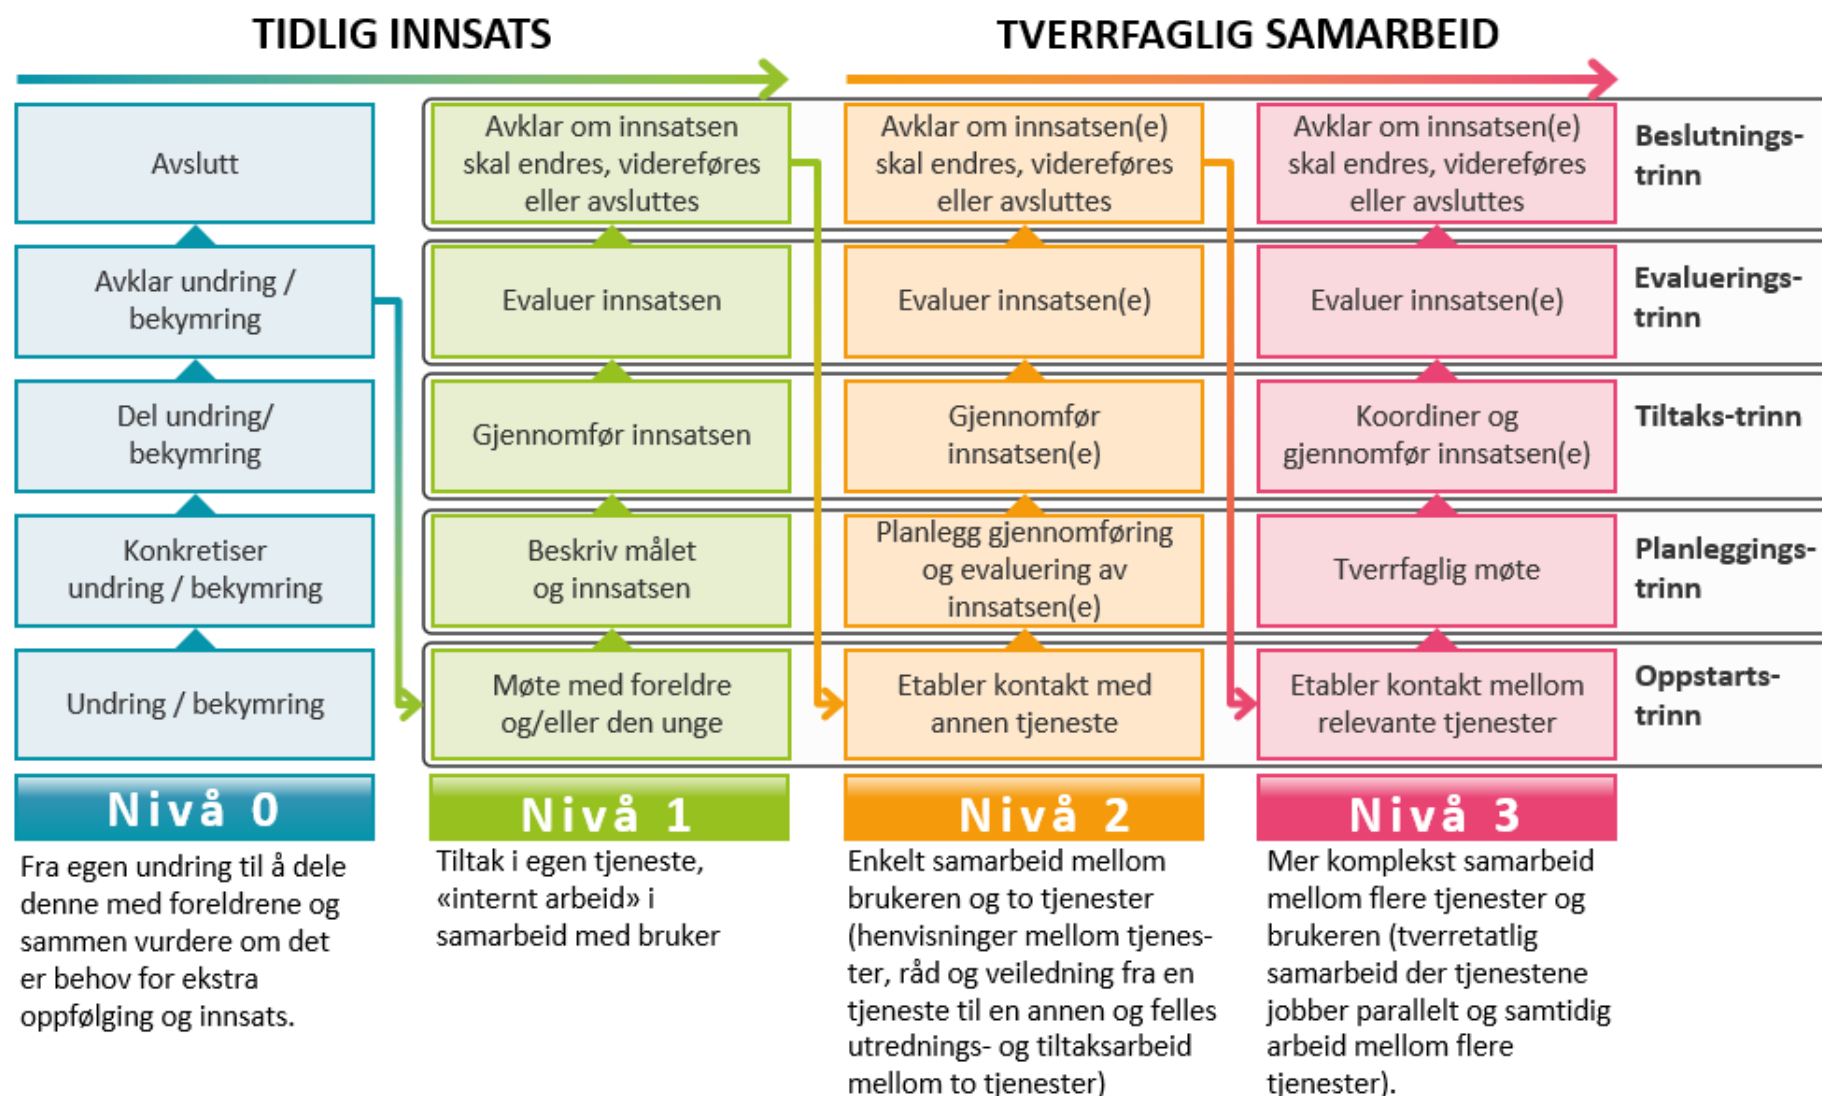 TIDLIG INNSATS
TVERRFAGLIG SAMARBEID
Avslutt
Avklar om innsatsen
skal endres, videreføres
eller avsluttes
Avklar om innsatsen(e)
skal endres, videreføres
eller avsluttes
Avklar om innsatsen(e)
skal endres, videreføres
eller avsluttes
Beslutnings-
trinn
Avklar undring /
bekymring
Evaluer innsatsen
Evaluer innsatsen(e)
Evaluer innsatsen(e)
Evaluerings-
trinn
Del undring/
bekymring
Gjennomfør innsatsen
Gjennomfør
innsatsen(e)
Koordiner og
gjennomfør innsatsen(e)
Tiltaks-trinn
Konkretiser
undring / bekymring
Beskriv målet
og innsatsen
Planlegg gjennomføring
og evaluering av
innsatsen(e)
Tverrfaglig møte
Planleggings-
trinn
Undring / bekymring
Møte med foreldre
og/eller den unge
Etabler kontakt med
annen tjeneste
Etabler kontakt mellom
relevante tjenester
Oppstarts-
trinn
Nivå 0
Nivå 1
Nivå 2
Nivå 3
Fra egen undring til å dele
denne med foreldrene og
sammen vurdere om det
er behov for ekstra
oppfølging og innsats.
Tiltak i egen tjeneste,
«internt arbeid» i
samarbeid med bruker
Enkelt samarbeid mellom
brukeren og to tjenester
(henvisninger mellom tjenes-
ter, råd og veiledning fra en
tjeneste til en annen og felles
utrednings- og tiltaksarbeid
mellom to tjenester)
Mer komplekst samarbeid
mellom flere tjenester og
brukeren (tverretatlig
samarbeid der tjenestene
jobber parallelt og samtidig
arbeid mellom flere
tjenester).